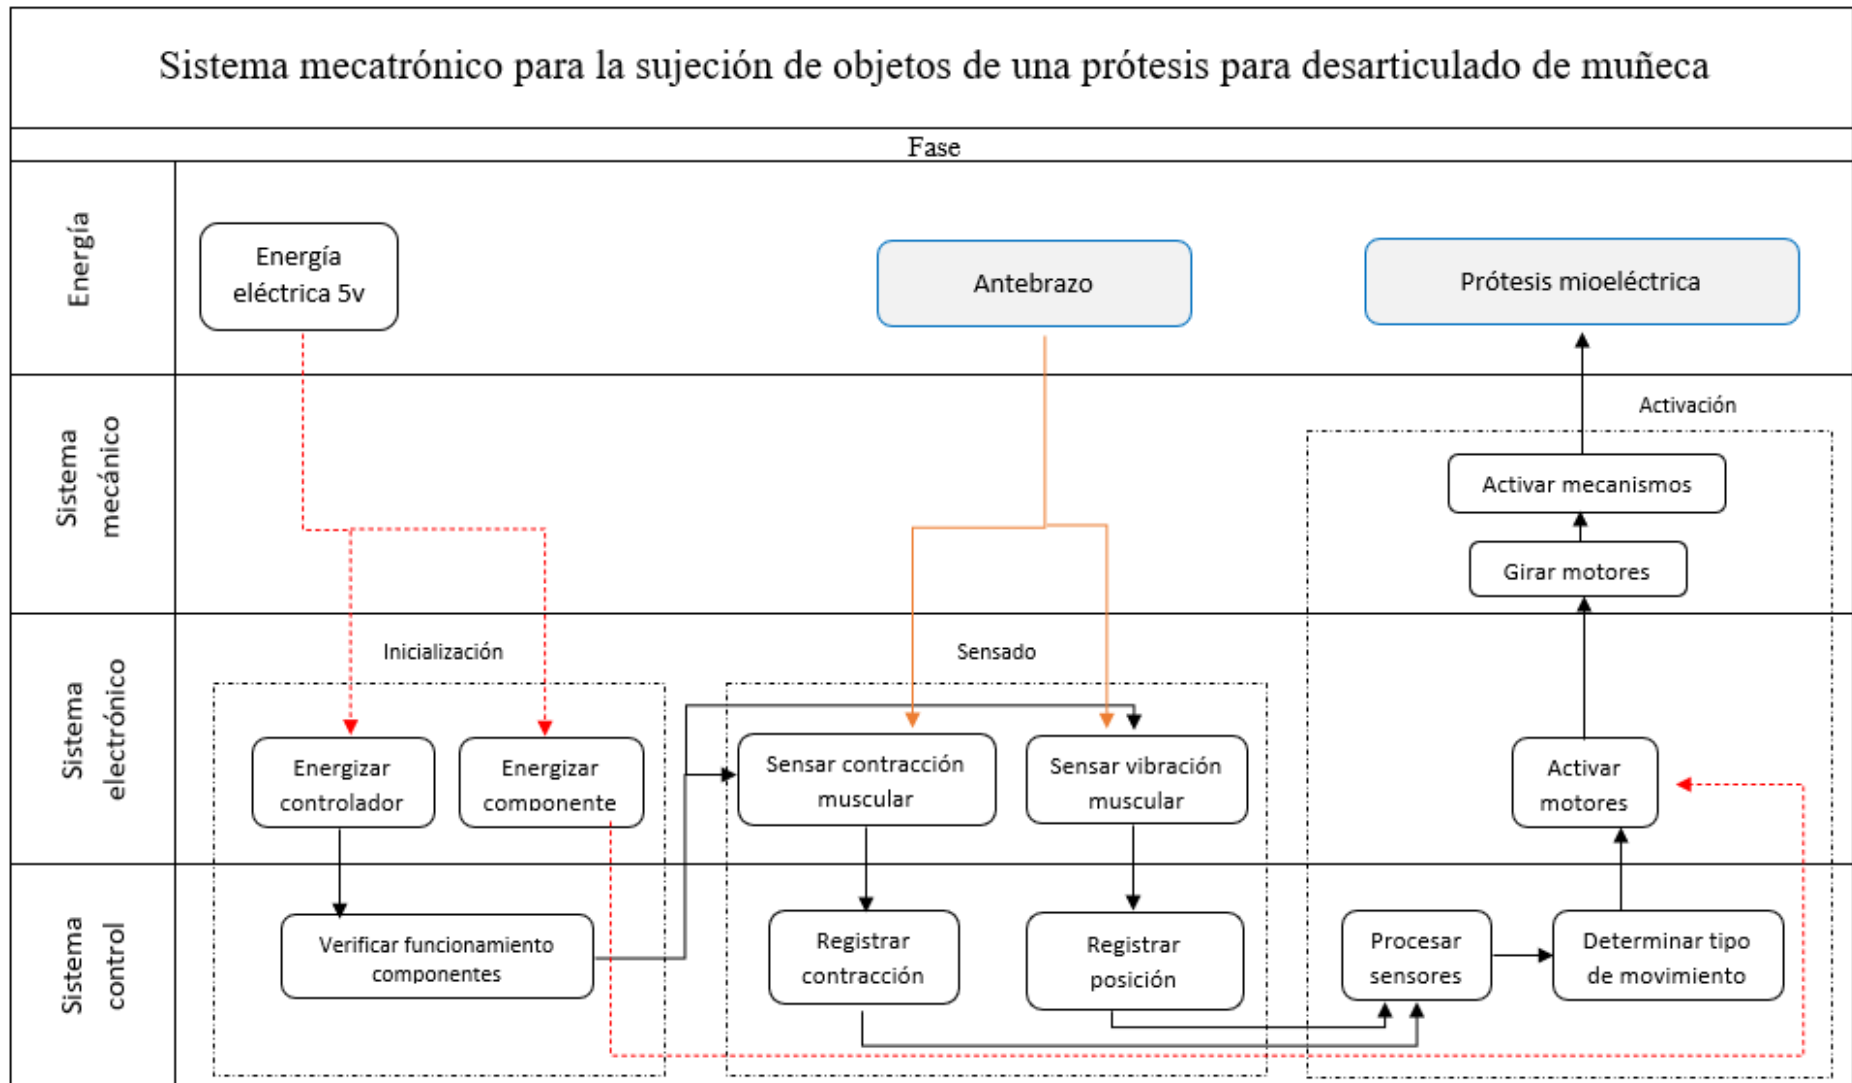 Sistema mecatrónico para la sujeción de objetos de una prótesis para desarticulado de muñeca
Fase
Energía
Energía
eléctrica 5v
Antebrazo
Prótesis mioeléctrica
Sistema
mecánico
Activación
Activar mecanismos
Girar motores
Sistema
electrónico
Inicialización
Sensado
Energizar
controlador
Energizar
componente
Sensar contracción
muscular
Sensar vibración
muscular
Activar
motores
Sistema
control
Verificar funcionamiento
componentes
Registrar
contracción
Registrar
posición
Procesar
sensores
Determinar tipo
de movimiento